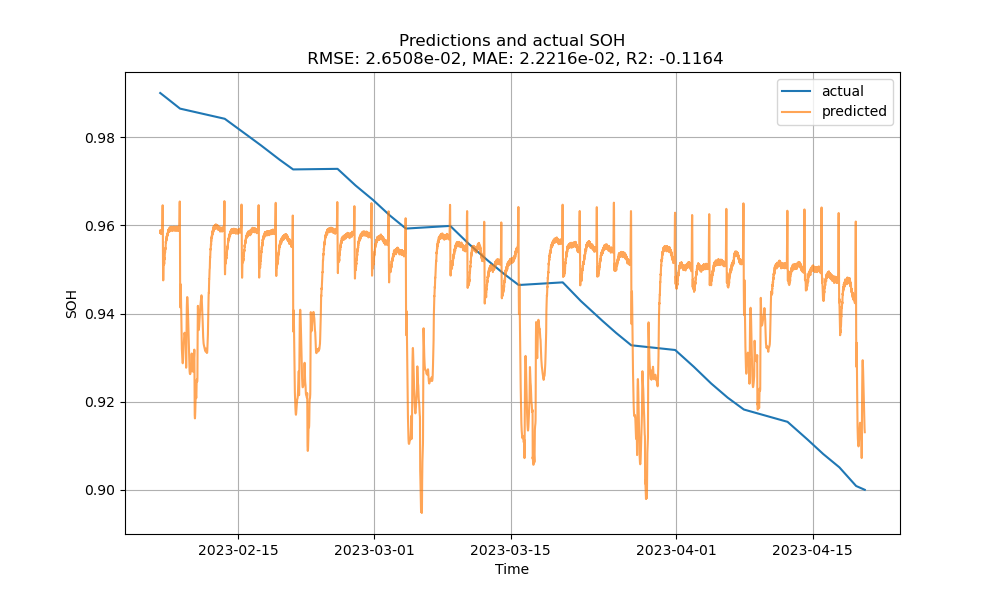 Predictions and actual SOH
RMSE: 2.6508e-02, MAE: 2.2216e-02, R2: -0.1164
actual
predicted
0.98
0.96
0.94
0.92
0.90
SOH
2023-02-15
2023-03-01
2023-03-15
2023-04-01
2023-04-15
Time